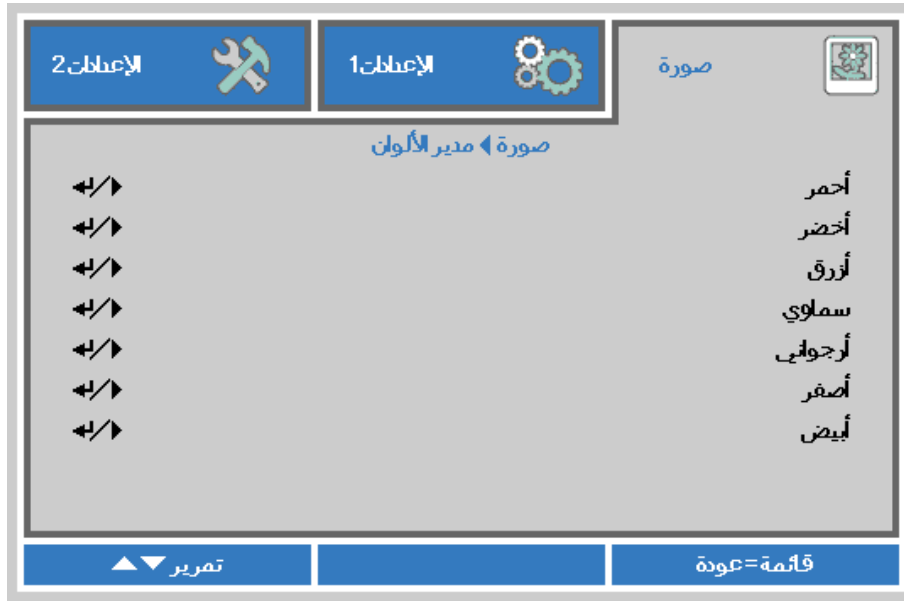 صورة
الإعدادات1
الإعدادات2
صورة ▶ مدير الألوان
أحمر
أخضر
أزرق
سماوي
أرجواني
أصفر
أبيض
قائمة=عودة
تمرير ▼▲